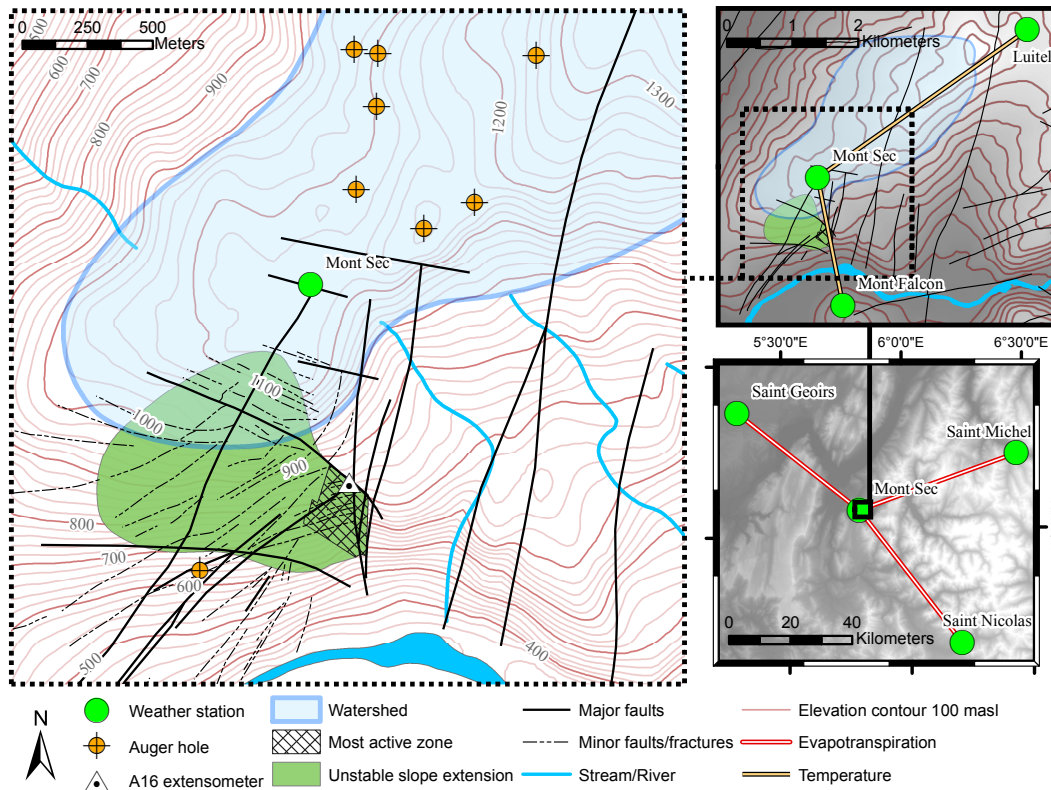 0 250 500
Meters
500
600
700
800
900
500
1200
1300
Mont Sec
1100
1000
900
800
700
600
500
400
0 1 2
Kilometers
Luitel
Mont Sec
Mont Falcon
5°30'0"E 6°0'0"E 6°30'0"E
Saint Geoirs
Saint Michel
Mont Sec
Saint Nicolas
0 20 40
Kilometers
N
Weather station
Auger hole
A16 extensometer
Watershed
Most active zone
Unstable slope extension
Major faults
Minor faults/fractures
Stream/River
Elevation contour 100 masl
Evapotranspiration
Temperature